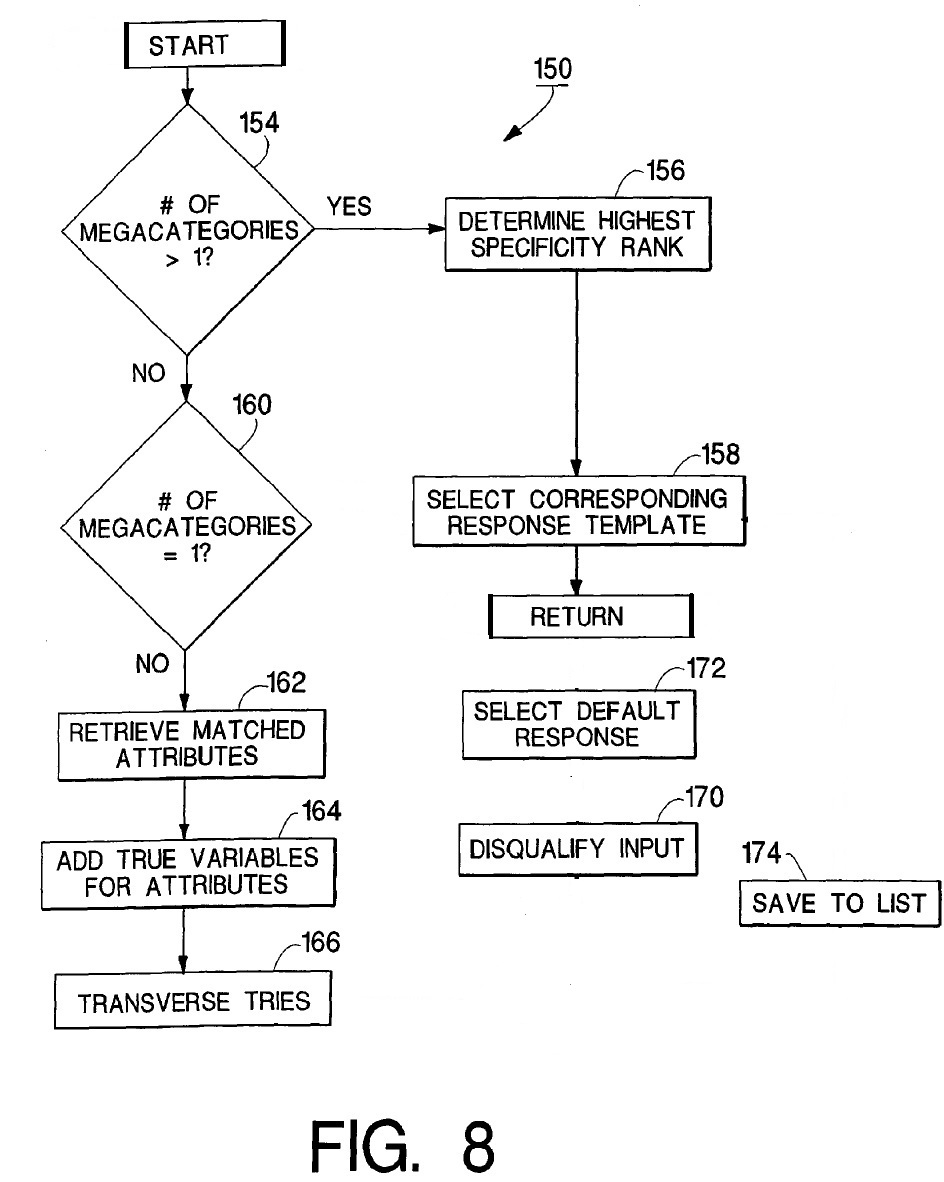 START
150
154
# OF
MEGACATEGORIES
> 1?
YES
156
DETERMINE HIGHEST
SPECIFICITY RANK
NO
160
# OF
MEGACATEGORIES
= 1?
158
SELECT CORRESPONDING
RESPONSE TEMPLATE
RETURN
NO
162
RETRIEVE MATCHED
ATTRIBUTES
172
SELECT DEFAULT
RESPONSE
164
ADD TRUE VARIABLES
FOR ATTRIBUTES
170
DISQUALIFY INPUT
174
SAVE TO LIST
166
TRANSVERSE TRIES
FIG. 8